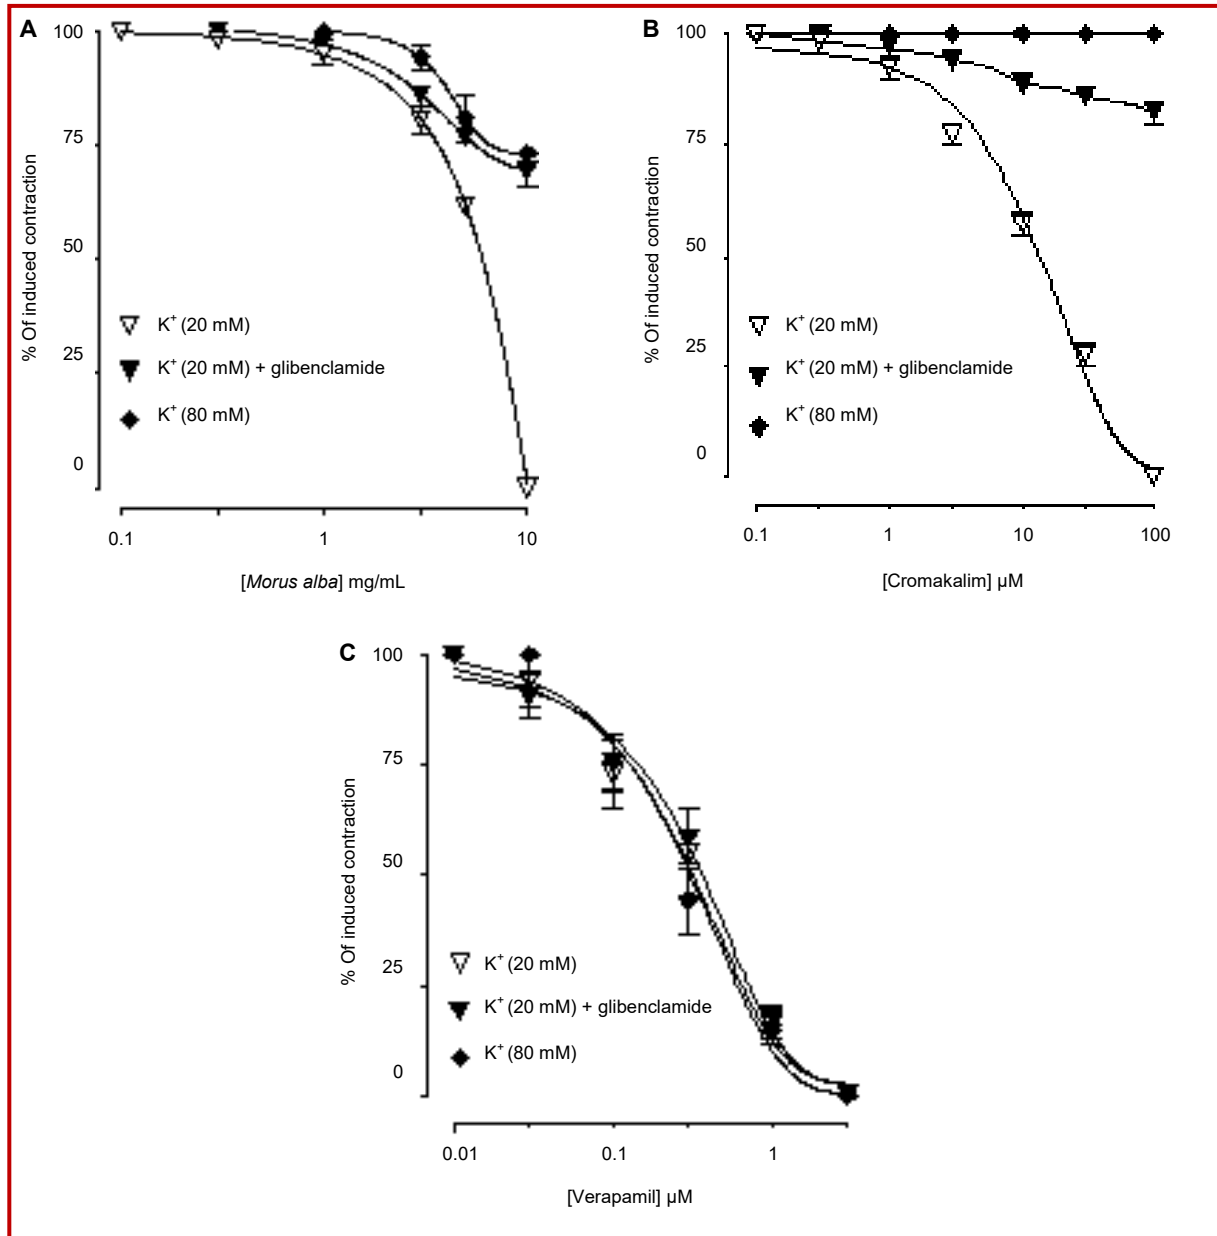 A
100
75
50
25
0
% Of induced contraction
K+ (20 mM)
K+ (20 mM) + glibenclamide
K+ (80 mM)
0.1 1 10
[Morus alba] mg/mL
B
100
75
50
25
0
% Of induced contraction
K+ (20 mM)
K+ (20 mM) + glibenclamide
K+ (80 mM)
0.1 1 10 100
[Cromakalim] µM
C
100
75
50
25
0
% Of induced contraction
K+ (20 mM)
K+ (20 mM) + glibenclamide
K+ (80 mM)
0.01 0.1 1
[Verapamil] µM